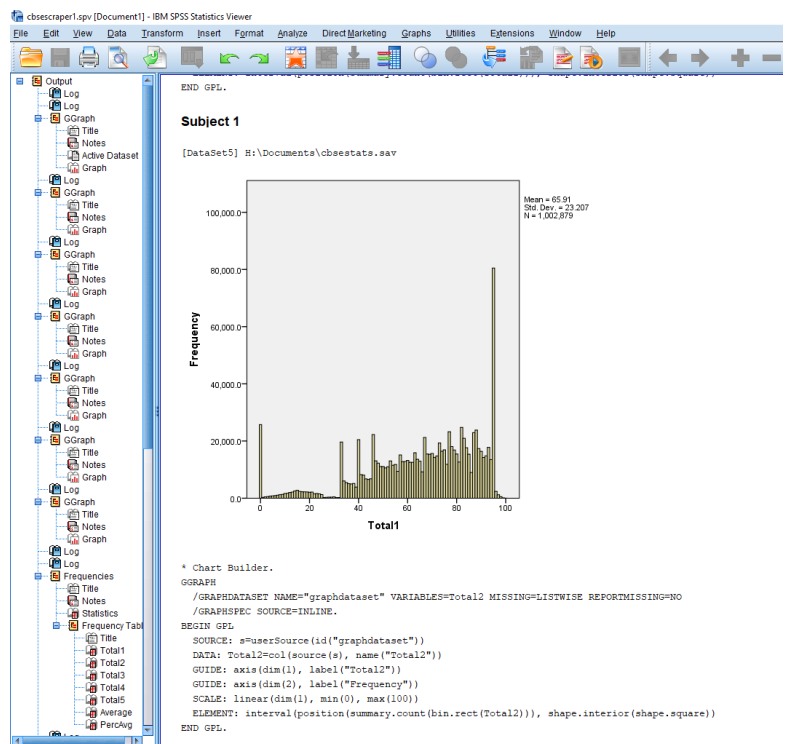 cbsescraper1.spv [Document1] - IBM SPSS Statistics Viewer
File Edit View Data Transform Insert Format Analyze Direct Marketing Graphs Utilities Extensions Window Help
Output
Log
Log
GGraph
Title
Notes
Active Dataset
Graph
Log
GGraph
Title
Notes
Graph
Log
GGraph
Title
Notes
Graph
Log
GGraph
Title
Notes
Graph
Log
GGraph
Title
Notes
Graph
Log
GGraph
Title
Notes
Graph
Log
GGraph
Title
Notes
Graph
Log
Log
Frequencies
Title
Notes
Statistics
Frequency Tabl
Title
Total1
Total2
Total3
Total4
Total5
Average
PercAvg
END GPL.
Subject 1
[DataSet5] H:\Documents\cbsestats.sav
Mean = 65.91
Std. Dev. = 23.207
N = 1,002,879
100,000.0
80,000.0
60,000.0
40,000.0
20,000.0
0.0
Frequency
0 20 40 60 80 100
Total1
* Chart Builder.
GGRAPH
/GRAPHDATASET NAME="graphdataset" VARIABLES=Total2 MISSING=LISTWISE REPORTMISSING=NO
/GRAPHSPEC SOURCE=INLINE.
BEGIN GPL
SOURCE: s=userSource(id("graphdataset"))
DATA: Total2=col(source(s), name("Total2"))
GUIDE: axis(dim(1), label("Total2"))
GUIDE: axis(dim(2), label("Frequency"))
SCALE: linear(dim(1), min(0), max(100))
ELEMENT: interval(position(summary.count(bin.rect(Total2))), shape.interior(shape.square))
END GPL.